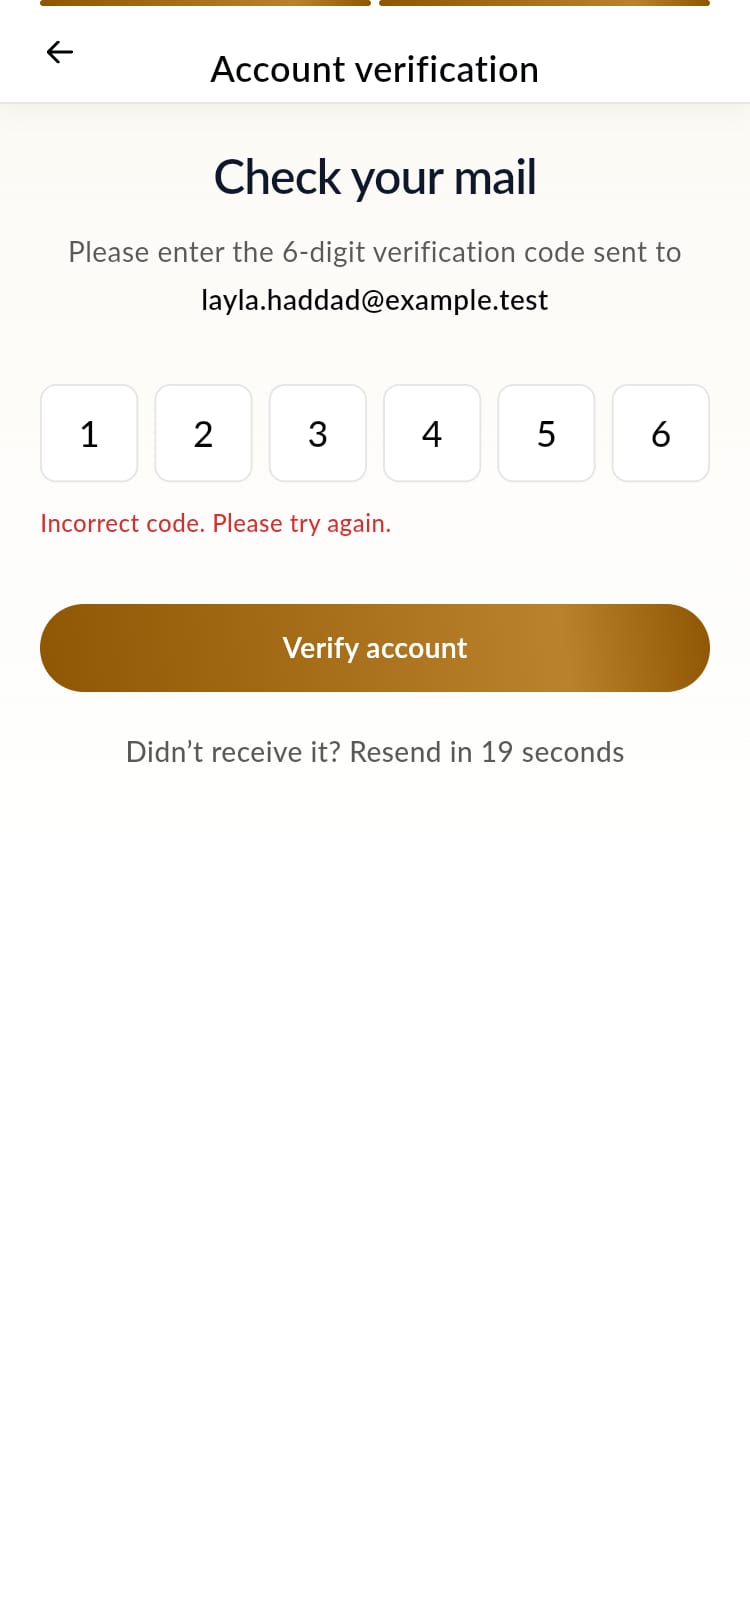 Account verification
Check your mail
Please enter the 6-digit verification code sent to
layla.haddad@example.test
1 2 3 4 5 6
Incorrect code. Please try again.
Verify account
Didn’t receive it? Resend in 19 seconds